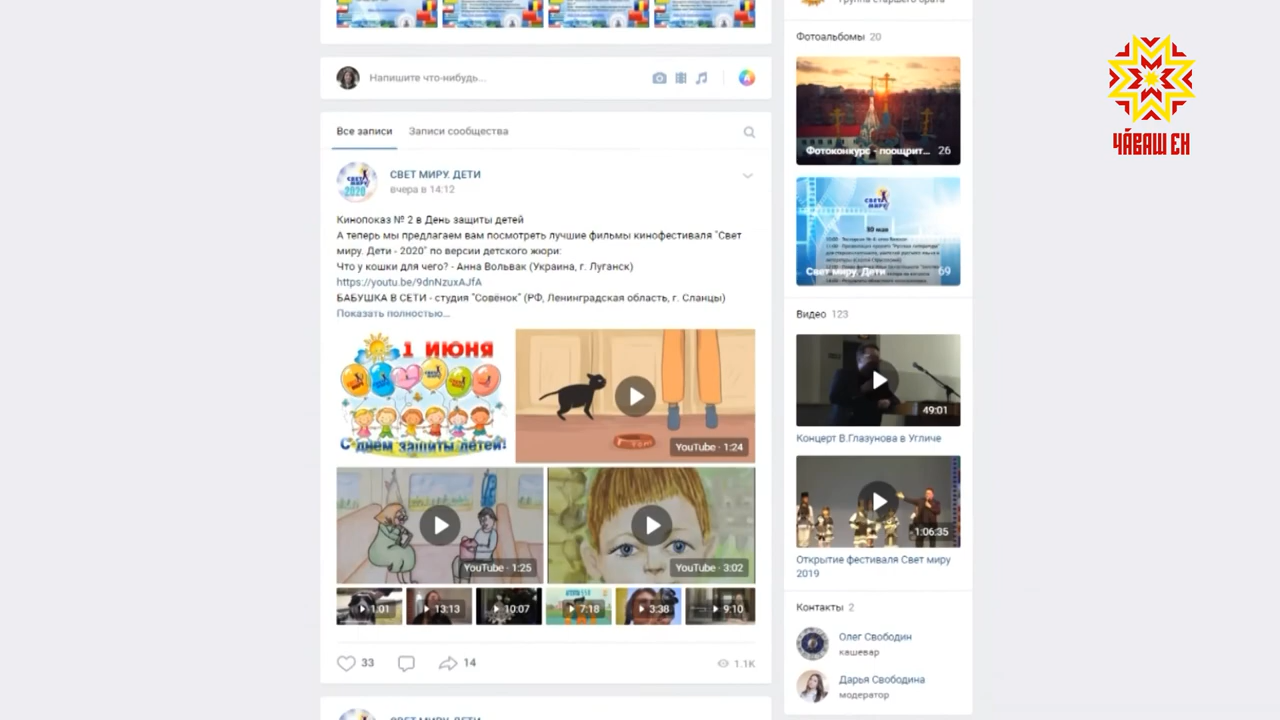 Напишите что-нибудь...
Все записи
Записи сообщества
СВЕТ МИРУ. ДЕТИ
вчера в 14:12
Кинопоказ № 2 в День защиты детей
А теперь мы предлагаем вам посмотреть лучшие фильмы кинофестиваля "Свет
миру. Дети - 2020" по версии детского жюри:
Что у кошки для чего? - Анна Вольвак (Украина, г. Луганск)
https://youtu.be/9dnNzuxAJfA
БАБУШКА В СЕТИ - студия "Совёнок" (РФ, Ленинградская область, г. Сланцы)
Показать полностью...
1 ИЮНЯ
С днём защиты детей!
YouTube · 1:24
YouTube · 1:25
YouTube · 3:02
1:01
13:13
10:07
7:18
3:38
9:10
33
14
1.1K
СВЕТ МИРУ. ДЕТИ
Группа старшего брата
Фотоальбомы 20
Фотоконкурс - поощрит... 26
СВЕТ МИРУ
30 мая
Свет миру. Дети 69
Видео 123
49:01
Концерт В.Глазунова в Угличе
1:06:35
Открытие фестиваля Свет миру
2019
Контакты 2
Олег Свободин
кашевар
Дарья Свободина
модератор
ЧӐВАШ ЕН